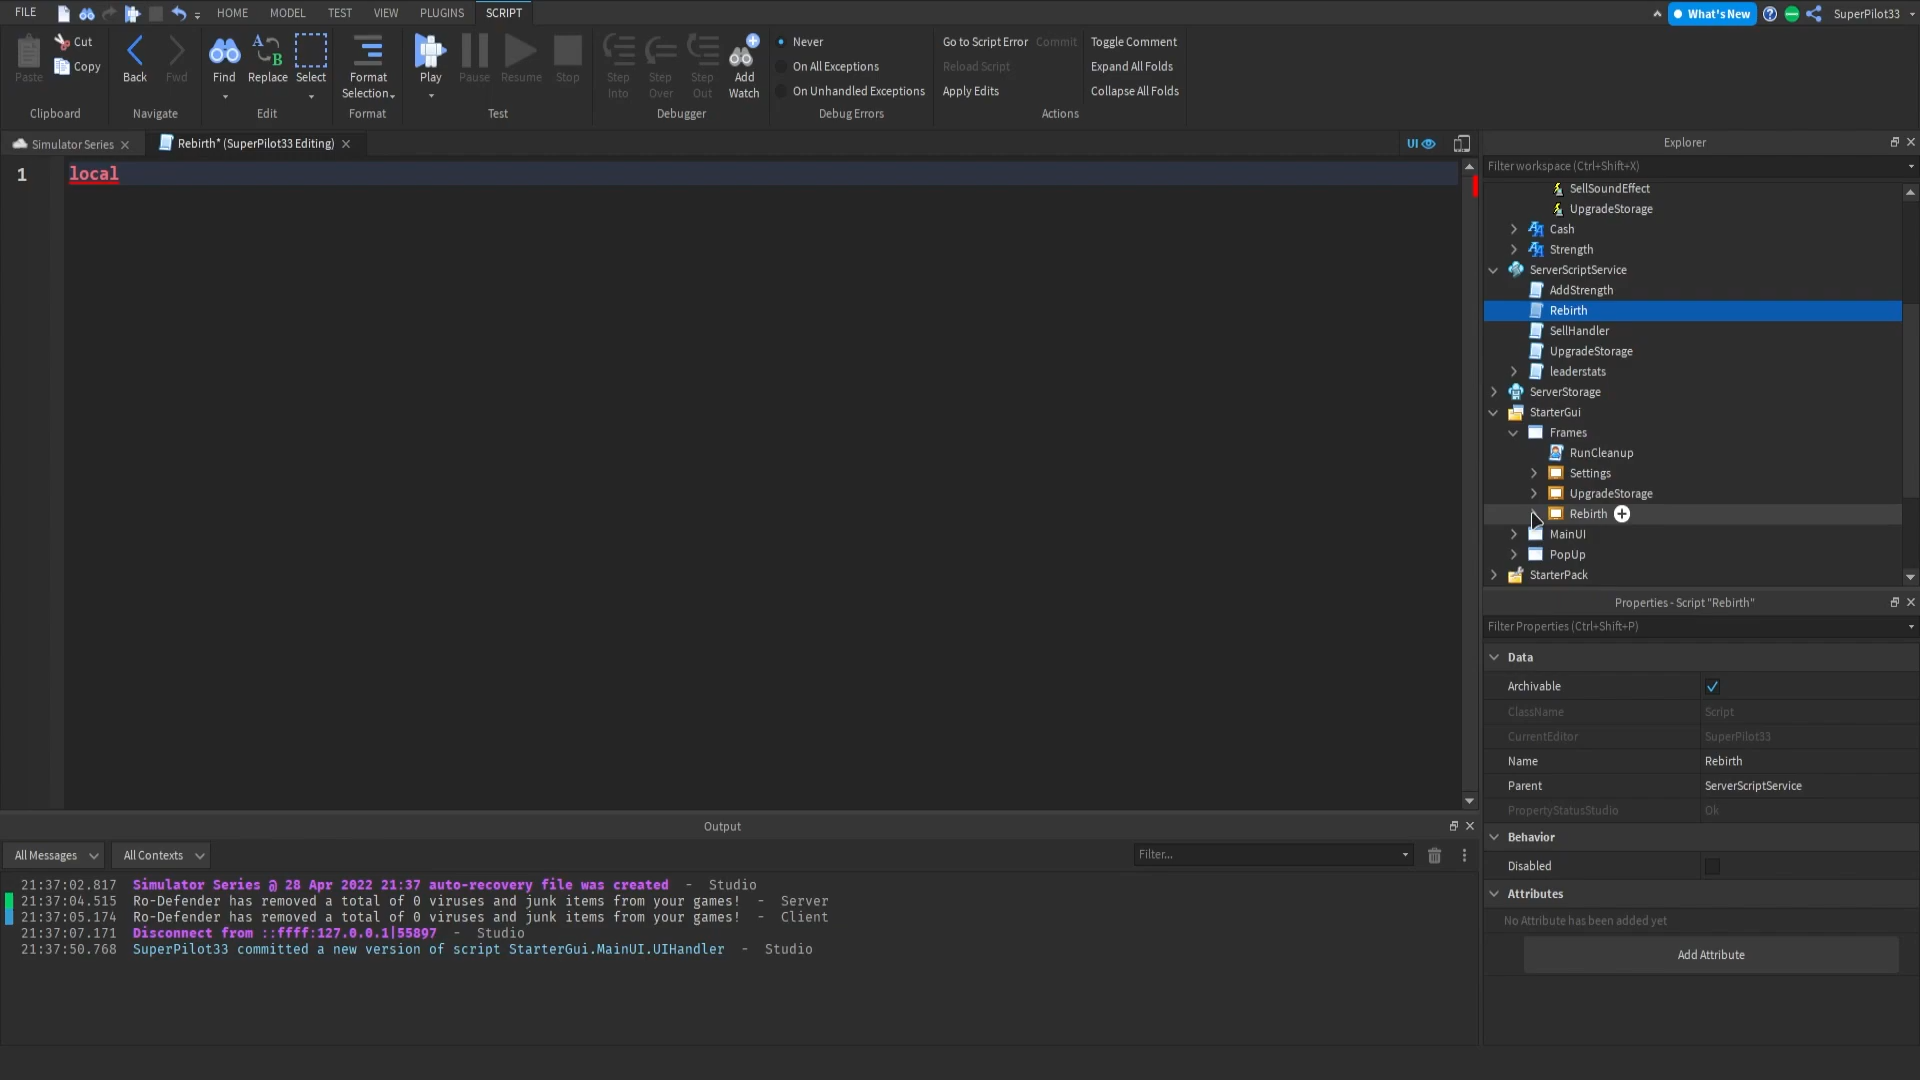 FILE HOME MODEL TEST VIEW PLUGINS SCRIPT What's New SuperPilot33
Paste Cut Copy Clipboard
Back Fwd Navigate
Find Replace Select Edit
Format Selection Format
Play Pause Resume Stop Test
Step Into Step Over Step Out Add Watch Debugger
Never
On All Exceptions
On Unhandled Exceptions
Debug Errors
Go to Script Error Commit Toggle Comment
Reload Script Expand All Folds
Apply Edits Collapse All Folds
Actions
Simulator Series Rebirth* (SuperPilot33 Editing) UI
1 local
Explorer
Filter workspace (Ctrl+Shift+X)
SellSoundEffect
UpgradeStorage
Cash
Strength
ServerScriptService
AddStrength
Rebirth
SellHandler
UpgradeStorage
leaderstats
ServerStorage
StarterGui
Frames
RunCleanup
Settings
UpgradeStorage
Rebirth
MainUI
PopUp
StarterPack
Properties - Script "Rebirth"
Filter Properties (Ctrl+Shift+P)
Data
Archivable
ClassName Script
CurrentEditor SuperPilot33
Name Rebirth
Parent ServerScriptService
PropertyStatusStudio Ok
Behavior
Disabled
Attributes
No Attribute has been added yet
Add Attribute
Output
All Messages All Contexts Filter...
21:37:02.817 Simulator Series @ 28 Apr 2022 21:37 auto-recovery file was created - Studio
21:37:04.515 Ro-Defender has removed a total of 0 viruses and junk items from your games! - Server
21:37:05.174 Ro-Defender has removed a total of 0 viruses and junk items from your games! - Client
21:37:07.171 Disconnect from ::ffff:127.0.0.1|55897 - Studio
21:37:50.768 SuperPilot33 committed a new version of script StarterGui.MainUI.UIHandler - Studio